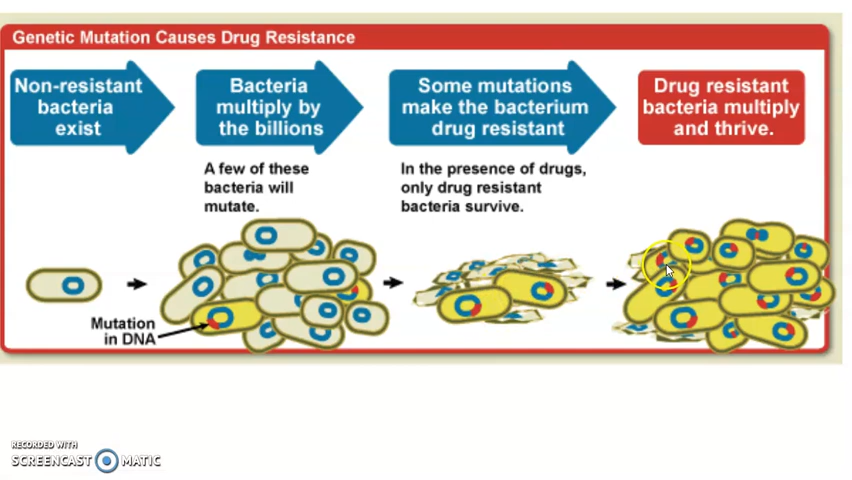 Genetic Mutation Causes Drug Resistance
Non-resistant
bacteria
exist
Bacteria
multiply by
the billions
Some mutations
make the bacterium
drug resistant
Drug resistant
bacteria multiply
and thrive.
A few of these
bacteria will
mutate.
In the presence of drugs,
only drug resistant
bacteria survive.
Mutation
in DNA
RECORDED WITH
SCREENCAST MATIC